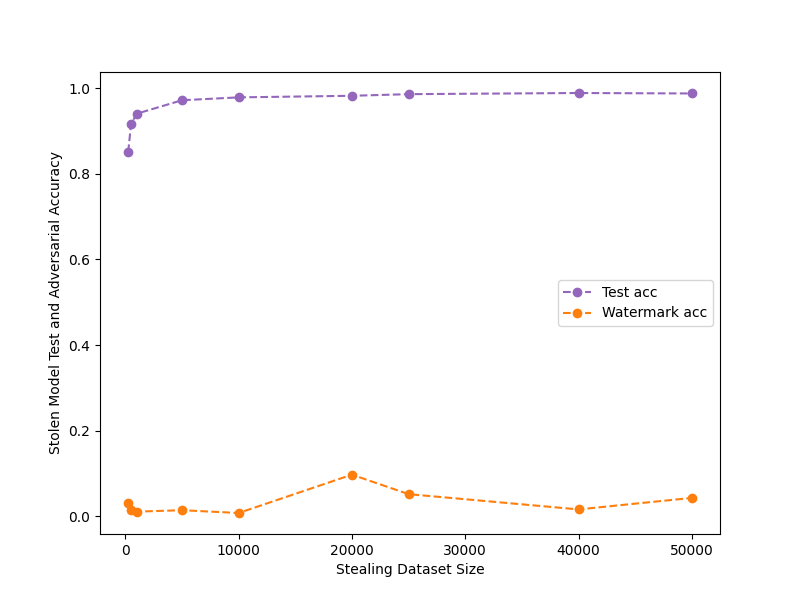 1.0
0.8
0.6
0.4
0.2
0.0
Stolen Model Test and Adversarial Accuracy
Test acc
Watermark acc
0 10000 20000 30000 40000 50000
Stealing Dataset Size